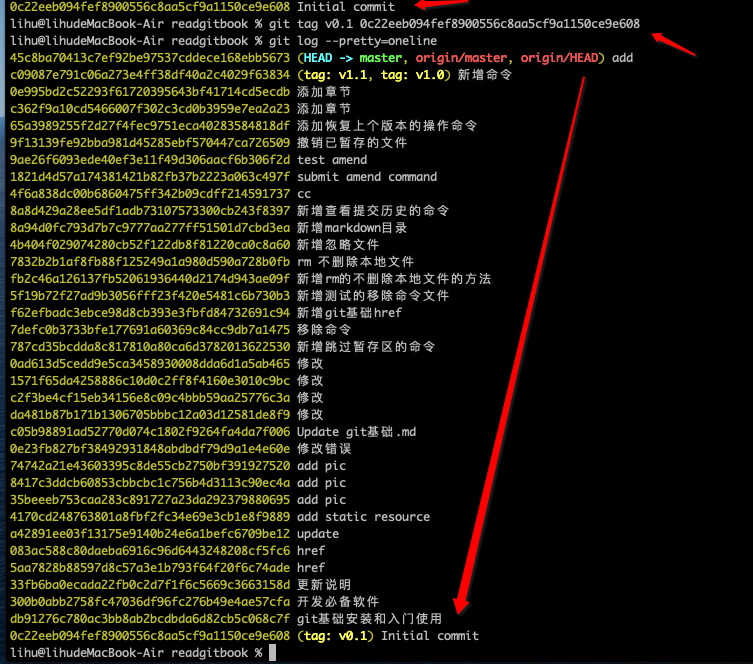 0c22eeb094fef8900556c8aa5cf9a1150ce9e608 Initial commit
lihu@lihudeMacBook-Air readgitbook % git tag v0.1 0c22eeb094fef8900556c8aa5cf9a1150ce9e608
lihu@lihudeMacBook-Air readgitbook % git log --pretty=oneline
45c8ba70413c7ef92be97537cddece168ebb5673 (HEAD -> master, origin/master, origin/HEAD) add
c09087e791c06a273e4ff38df40a2c4029f63834 (tag: v1.1, tag: v1.0) 新增命令
0e995bd2c52293f61720395643bf41714cd5ecdb 添加章节
c362f9a10cd5466007f302c3cd0b3959e7ea2a23 添加章节
65a3989255f2d27f4fec9751eca40283584818df 添加恢复上个版本的操作命令
9f13139fe92bba981d45285ebf570447ca726509 撤销已暂存的文件
9ae26f6093ede40ef3e11f49d306aacf6b306f2d test amend
1821d4d57a174381421b82fb37b2223a063c497f submit amend command
4f6a838dc00b6860475ff342b09cdff214591737 cc
8a8d429a28ee5df1adb73107573300cb243f8397 新增查看提交历史的命令
8a94d0fc793d7b7c9777aa277ff51501d7cbd3ea 新增markdown目录
4b404f029074280cb52f122db8f81220ca0c8a60 新增忽略文件
7832b2b1af8fb88f125249a1a980d590a728b0fb rm 不删除本地文件
fb2c46a126137fb52061936440d2174d943ae09f 新增rm的不删除本地文件的方法
5f19b72f27ad9b3056fff23f420e5481c6b730b3 新增测试的移除命令文件
f62efbadc3ebce98d8cb393e3fbfd84732691c94 新增git基础href
7defc0b3733bfe177691a60369c84cc9db7a1475 移除命令
787cd35bcdda8c817810a80ca6d3782013622530 新增跳过暂存区的命令
0ad613d5cedd9e5ca3458930008dda6d1a5ab465 修改
1571f65da4258886c10d0c2ff8f4160e3010c9bc 修改
c2f3be4cf15eb34156e8c09c4bbb59aa25776c3a 修改
da481b87b171b1306705bbbc12a03d12581de8f9 修改
c05b98891ad52770d074c1802f9264fa4da7f006 Update git基础.md
0e23fb827bf38492931848abdbdf79d9a1e4e60e 修改错误
74742a21e43603395c8de55cb2750bf391927520 add pic
8417c3ddcb60853cbbcbc1c756b4d3113c90ec4a add pic
35beeeb753caa283c891727a23da292379880695 add pic
4170cd248763801a8fbf2fc34e69e3cb1e8f9889 add static resource
a42891ee03f13175e9140b24e6a1befc6709be12 update
083ac588c80daeba6916c96d6443248208cf5fc6 href
5aa7828b88597d8c57a3e1b793f64f20f6c74ade href
33fb6ba0ecada22fb0c2d7f1f6c5669c3663158d 更新说明
300b0abb2758fc47036df96fc276b49e4ae57cfa 开发必备软件
db91276c780ac3bb8ab2bcdbda6d82cb5c068c7f git基础安装和入门使用
0c22eeb094fef8900556c8aa5cf9a1150ce9e608 (tag: v0.1) Initial commit
lihu@lihudeMacBook-Air readgitbook %